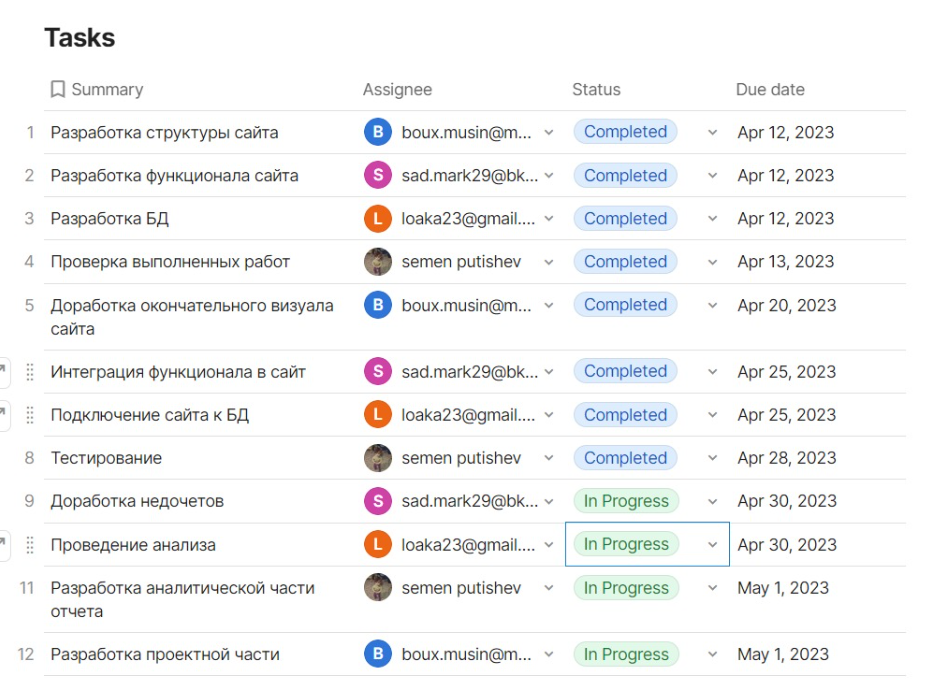 Tasks
Summary Assignee Status Due date
1 Разработка структуры сайта B boux.musin@m... Completed Apr 12, 2023
2 Разработка функционала сайта S sad.mark29@bk... Completed Apr 12, 2023
3 Разработка БД L loaka23@gmail.... Completed Apr 12, 2023
4 Проверка выполненных работ semen putishev Completed Apr 13, 2023
5 Доработка окончательного визуала B boux.musin@m... Completed Apr 20, 2023
сайта
Интеграция функционала в сайт S sad.mark29@bk... Completed Apr 25, 2023
Подключение сайта к БД L loaka23@gmail.... Completed Apr 25, 2023
8 Тестирование semen putishev Completed Apr 28, 2023
9 Доработка недочетов S sad.mark29@bk... In Progress Apr 30, 2023
Проведение анализа L loaka23@gmail.... In Progress Apr 30, 2023
11 Разработка аналитической части semen putishev In Progress May 1, 2023
отчета
12 Разработка проектной части B boux.musin@m... In Progress May 1, 2023